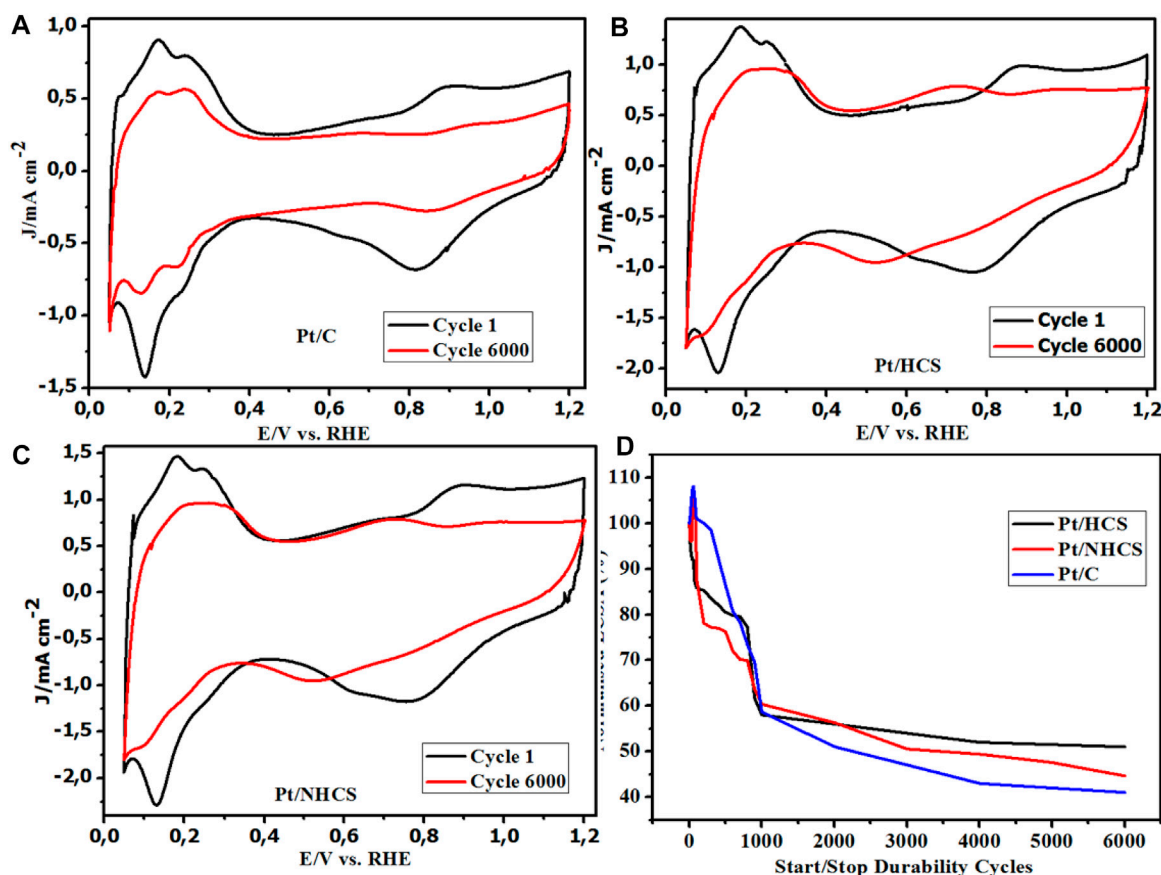 A
J/mA cm-2
1,0
0,5
0,0
-0,5
-1,0
-1,5
Pt/C
Cycle 1
Cycle 6000
0,0 0,2 0,4 0,6 0,8 1,0 1,2
E/V vs. RHE
B
J/mA cm-2
1,0
0,5
0,0
-0,5
-1,0
-1,5
-2,0
Cycle 1
Cycle 6000
Pt/HCS
0,0 0,2 0,4 0,6 0,8 1,0 1,2
E/V vs. RHE
C
J/mA cm-2
1,5
1,0
0,5
0,0
-0,5
-1,0
-1,5
-2,0
Cycle 1
Cycle 6000
Pt/NHCS
0,0 0,2 0,4 0,6 0,8 1,0 1,2
E/V vs. RHE
D
(%)
110
100
90
80
70
60
50
40
Pt/HCS
Pt/NHCS
Pt/C
0 1000 2000 3000 4000 5000 6000
Start/Stop Durability Cycles